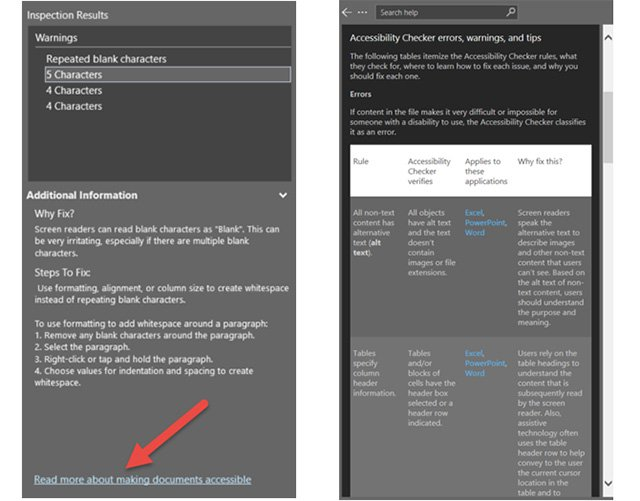 Inspection Results
Warnings
Repeated blank characters
5 Characters
4 Characters
4 Characters
Additional Information
Why Fix?
Screen readers can read blank characters as "Blank". This can
be very irritating, especially if there are multiple blank
characters.
Steps To Fix:
Use formatting, alignment, or column size to create whitespace
instead of repeating blank characters.
To use formatting to add whitespace around a paragraph:
1. Remove any blank characters around the paragraph.
2. Select the paragraph.
3. Right-click or tap and hold the paragraph.
4. Choose values for indentation and spacing to create
whitespace.
Read more about making documents accessible
Search help
Accessibility Checker errors, warnings, and tips
The following tables itemize the Accessibility Checker rules, what
they check for, where to learn how to fix each issue, and why you
should fix each one.
Errors
If content in the file makes it very difficult or impossible for
someone with a disability to use, the Accessibility Checker classifies
it as an error.
Rule
Accessibility
Checker
verifies
Applies to
these
applications
Why fix this?
All non-text
content has
alternative
text (alt
text).
All objects
have alt text
and the text
doesn't
contain
images or file
extensions.
Excel,
PowerPoint,
Word
Screen readers
speak the
alternative text to
describe images
and other non-text
content that users
can't see. Based on
the alt text of non-
text content, users
should understand
the purpose and
meaning.
Tables
specify
column
header
information.
Tables
and/or
blocks of
cells have the
header box
selected or a
header row
indicated.
Excel,
PowerPoint,
Word
Users rely on the
table headings to
understand the
content that is
subsequently read
by the screen
reader. Also,
assistive
technology often
uses the table
header row to help
convey to the user
the current cursor
location in the
table and to